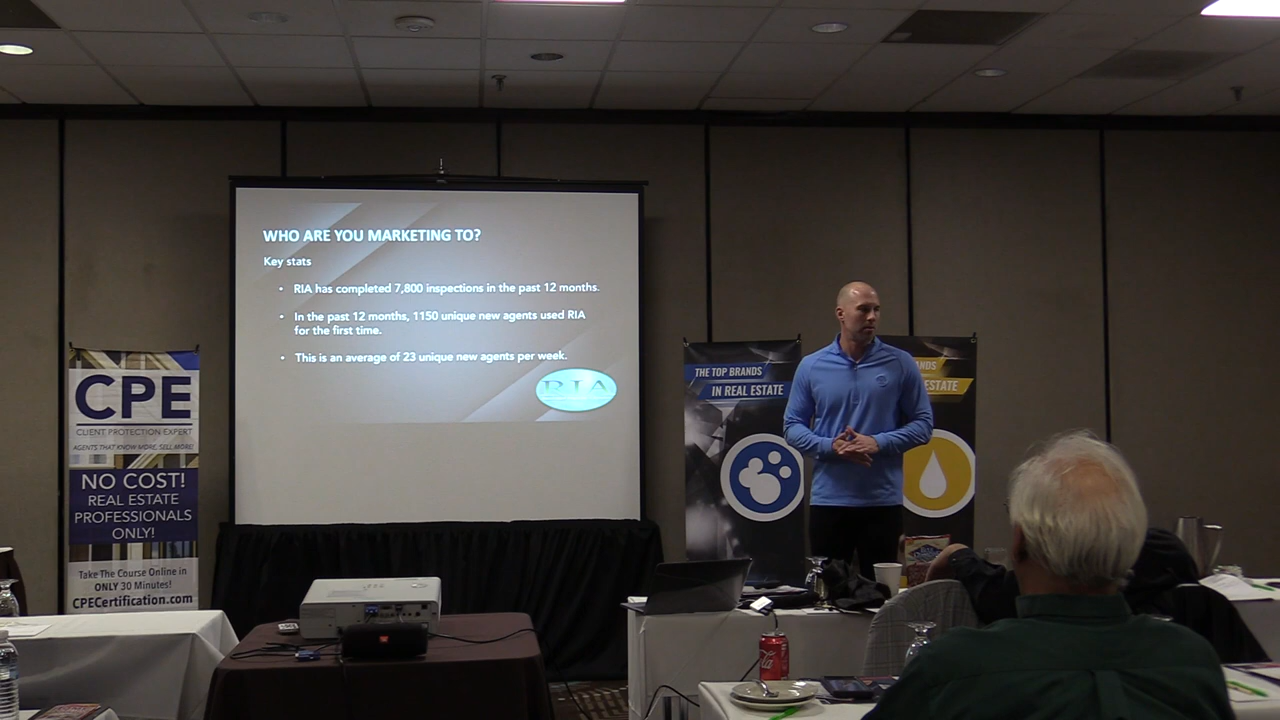 WHO ARE YOU MARKETING TO?
Key stats
• RIA has completed 7,800 inspections in the past 12 months.
• In the past 12 months, 1150 unique new agents used RIA
for the first time.
• This is an average of 23 unique new agents per week.
RIA
CPE
CLIENT PROTECTION EXPERT
AGENTS THAT KNOW MORE, SELL MORE!
NO COST!
REAL ESTATE
PROFESSIONALS
ONLY!
Take The Course Online in
ONLY 30 Minutes!
CPECertification.com
THE TOP BRANDS
IN REAL ESTATE
ANDS
ESTATE
JBL